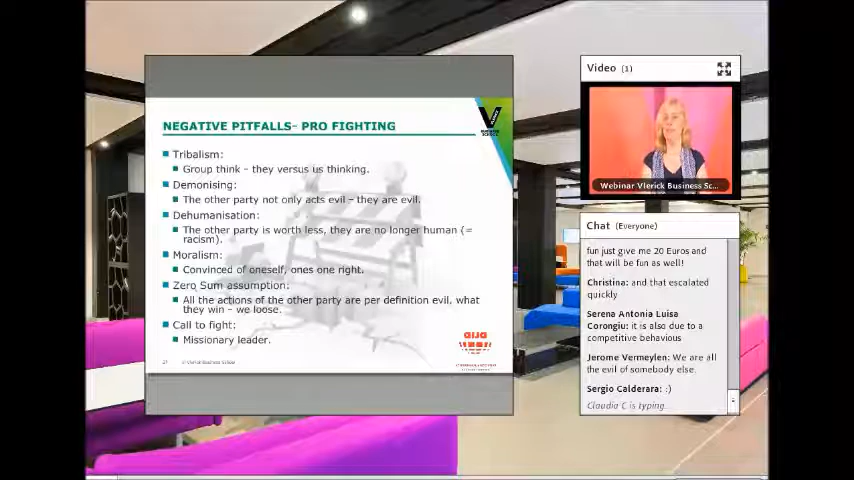 NEGATIVE PITFALLS– PRO FIGHTING
Tribalism:
Group think – they versus us thinking.
Demonising:
The other party not only acts evil – they are evil.
Dehumanisation:
The other party is worth less, they are no longer human (=
racism).
Moralism:
Convinced of oneself, ones one right.
Zero Sum assumption:
All the actions of the other party are per definition evil, what
they win – we loose.
Call to fight:
Missionary leader.
© Vlerick Business School
aija
Video (1)
Webinar Vlerick Business Sc...
Chat (Everyone)
fun just give me 20 Euros and
that will be fun as well!
Christina: and that escalated
quickly
Serena Antonia Luisa
Corongiu: it is also due to a
competitive behavious
Jerome Vermeylen: We are all
the evil of somebody else.
Sergio Calderara: :)
Claudia C is typing.